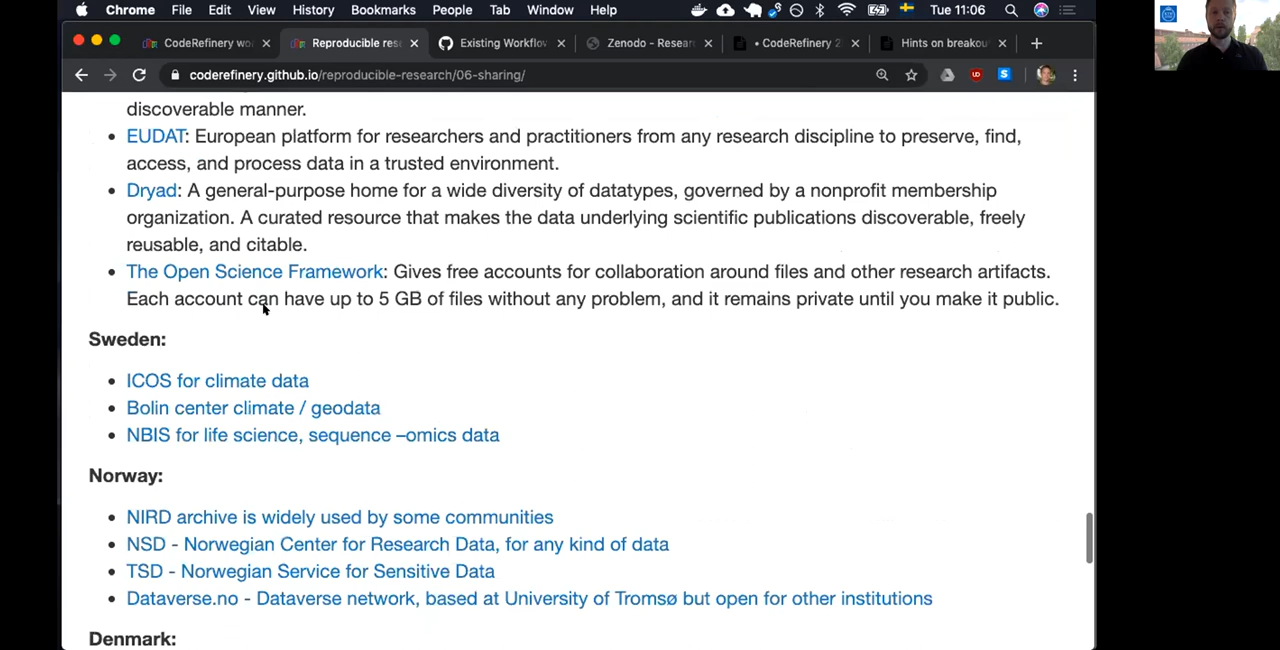 Chrome File Edit View History Bookmarks People Tab Window Help Tue 11:06
CodeRefinery wo Reproducible rese Existing Workflow Zenodo - Resear • CodeRefinery 2 Hints on breakou
coderefinery.github.io/reproducible-research/06-sharing/
discoverable manner.
• EUDAT: European platform for researchers and practitioners from any research discipline to preserve, find,
access, and process data in a trusted environment.
• Dryad: A general-purpose home for a wide diversity of datatypes, governed by a nonprofit membership
organization. A curated resource that makes the data underlying scientific publications discoverable, freely
reusable, and citable.
• The Open Science Framework: Gives free accounts for collaboration around files and other research artifacts.
Each account can have up to 5 GB of files without any problem, and it remains private until you make it public.
Sweden:
• ICOS for climate data
• Bolin center climate / geodata
• NBIS for life science, sequence –omics data
Norway:
• NIRD archive is widely used by some communities
• NSD - Norwegian Center for Research Data, for any kind of data
• TSD - Norwegian Service for Sensitive Data
• Dataverse.no - Dataverse network, based at University of Tromsø but open for other institutions
Denmark: